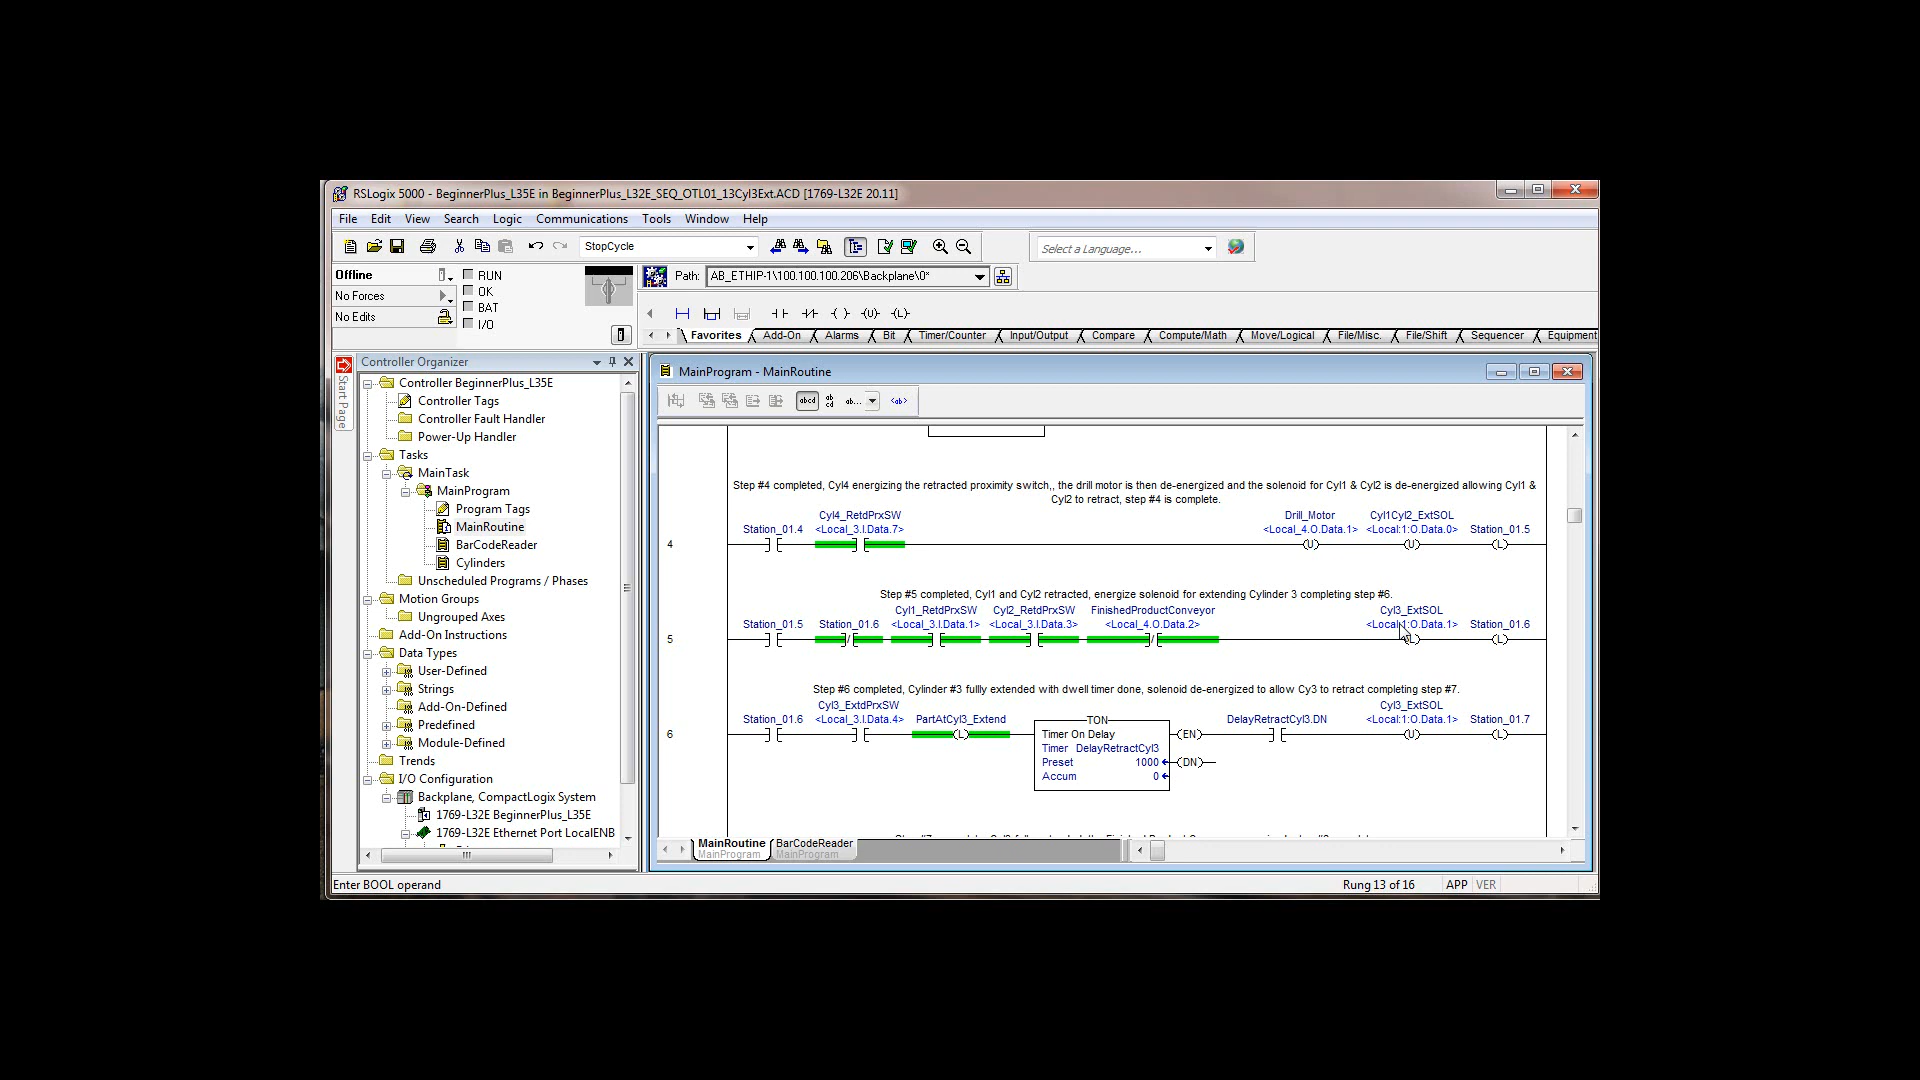 RSLogix 5000 - BeginnerPlus_L35E in BeginnerPlus_L32E_SEQ_OTL01_13Cyl3Ext.ACD [1769-L32E 20.11]
File Edit View Search Logic Communications Tools Window Help
StopCycle
Select a Language...
Offline
RUN
No Forces
OK
BAT
No Edits
I/O
Path: AB_ETHIP-1\100.100.100.206\Backplane\0*
Favorites Add-On Alarms Bit Timer/Counter Input/Output Compare Compute/Math Move/Logical File/Misc. File/Shift Sequencer Equipment
Start Page
Controller Organizer
Controller BeginnerPlus_L35E
Controller Tags
Controller Fault Handler
Power-Up Handler
Tasks
MainTask
MainProgram
Program Tags
MainRoutine
BarCodeReader
Cylinders
Unscheduled Programs / Phases
Motion Groups
Ungrouped Axes
Add-On Instructions
Data Types
User-Defined
Strings
Add-On-Defined
Predefined
Module-Defined
Trends
I/O Configuration
Backplane, CompactLogix System
1769-L32E BeginnerPlus_L35E
1769-L32E Ethernet Port LocalENB
MainProgram - MainRoutine
abcd ab cd ab... <ab>
Step #4 completed, Cyl4 energizing the retracted proximity switch,, the drill motor is then de-energized and the solenoid for Cyl1 & Cyl2 is de-energized allowing Cyl1 &
Cyl2 to retract, step #4 is complete.
Cyl4_RetdPrxSW Drill_Motor Cyl1Cyl2_ExtSOL
Station_01.4 <Local_3.I.Data.7> <Local_4.O.Data.1> <Local:1:O.Data.0> Station_01.5
4 U U L
Step #5 completed, Cyl1 and Cyl2 retracted, energize solenoid for extending Cylinder 3 completing step #6.
Cyl1_RetdPrxSW Cyl2_RetdPrxSW FinishedProductConveyor Cyl3_ExtSOL
Station_01.5 Station_01.6 <Local_3.I.Data.1> <Local_3.I.Data.3> <Local_4.O.Data.2> <Local:1:O.Data.1> Station_01.6
5 L L
Step #6 completed, Cylinder #3 fullly extended with dwell timer done, solenoid de-energized to allow Cy3 to retract completing step #7.
Cyl3_ExtdPrxSW Cyl3_ExtSOL
Station_01.6 <Local_3.I.Data.4> PartAtCyl3_Extend TON DelayRetractCyl3.DN <Local:1:O.Data.1> Station_01.7
6 L Timer On Delay EN U L
Timer DelayRetractCyl3
Preset 1000 DN
Accum 0
MainRoutine BarCodeReader
MainProgram MainProgram
Enter BOOL operand
Rung 13 of 16
APP VER